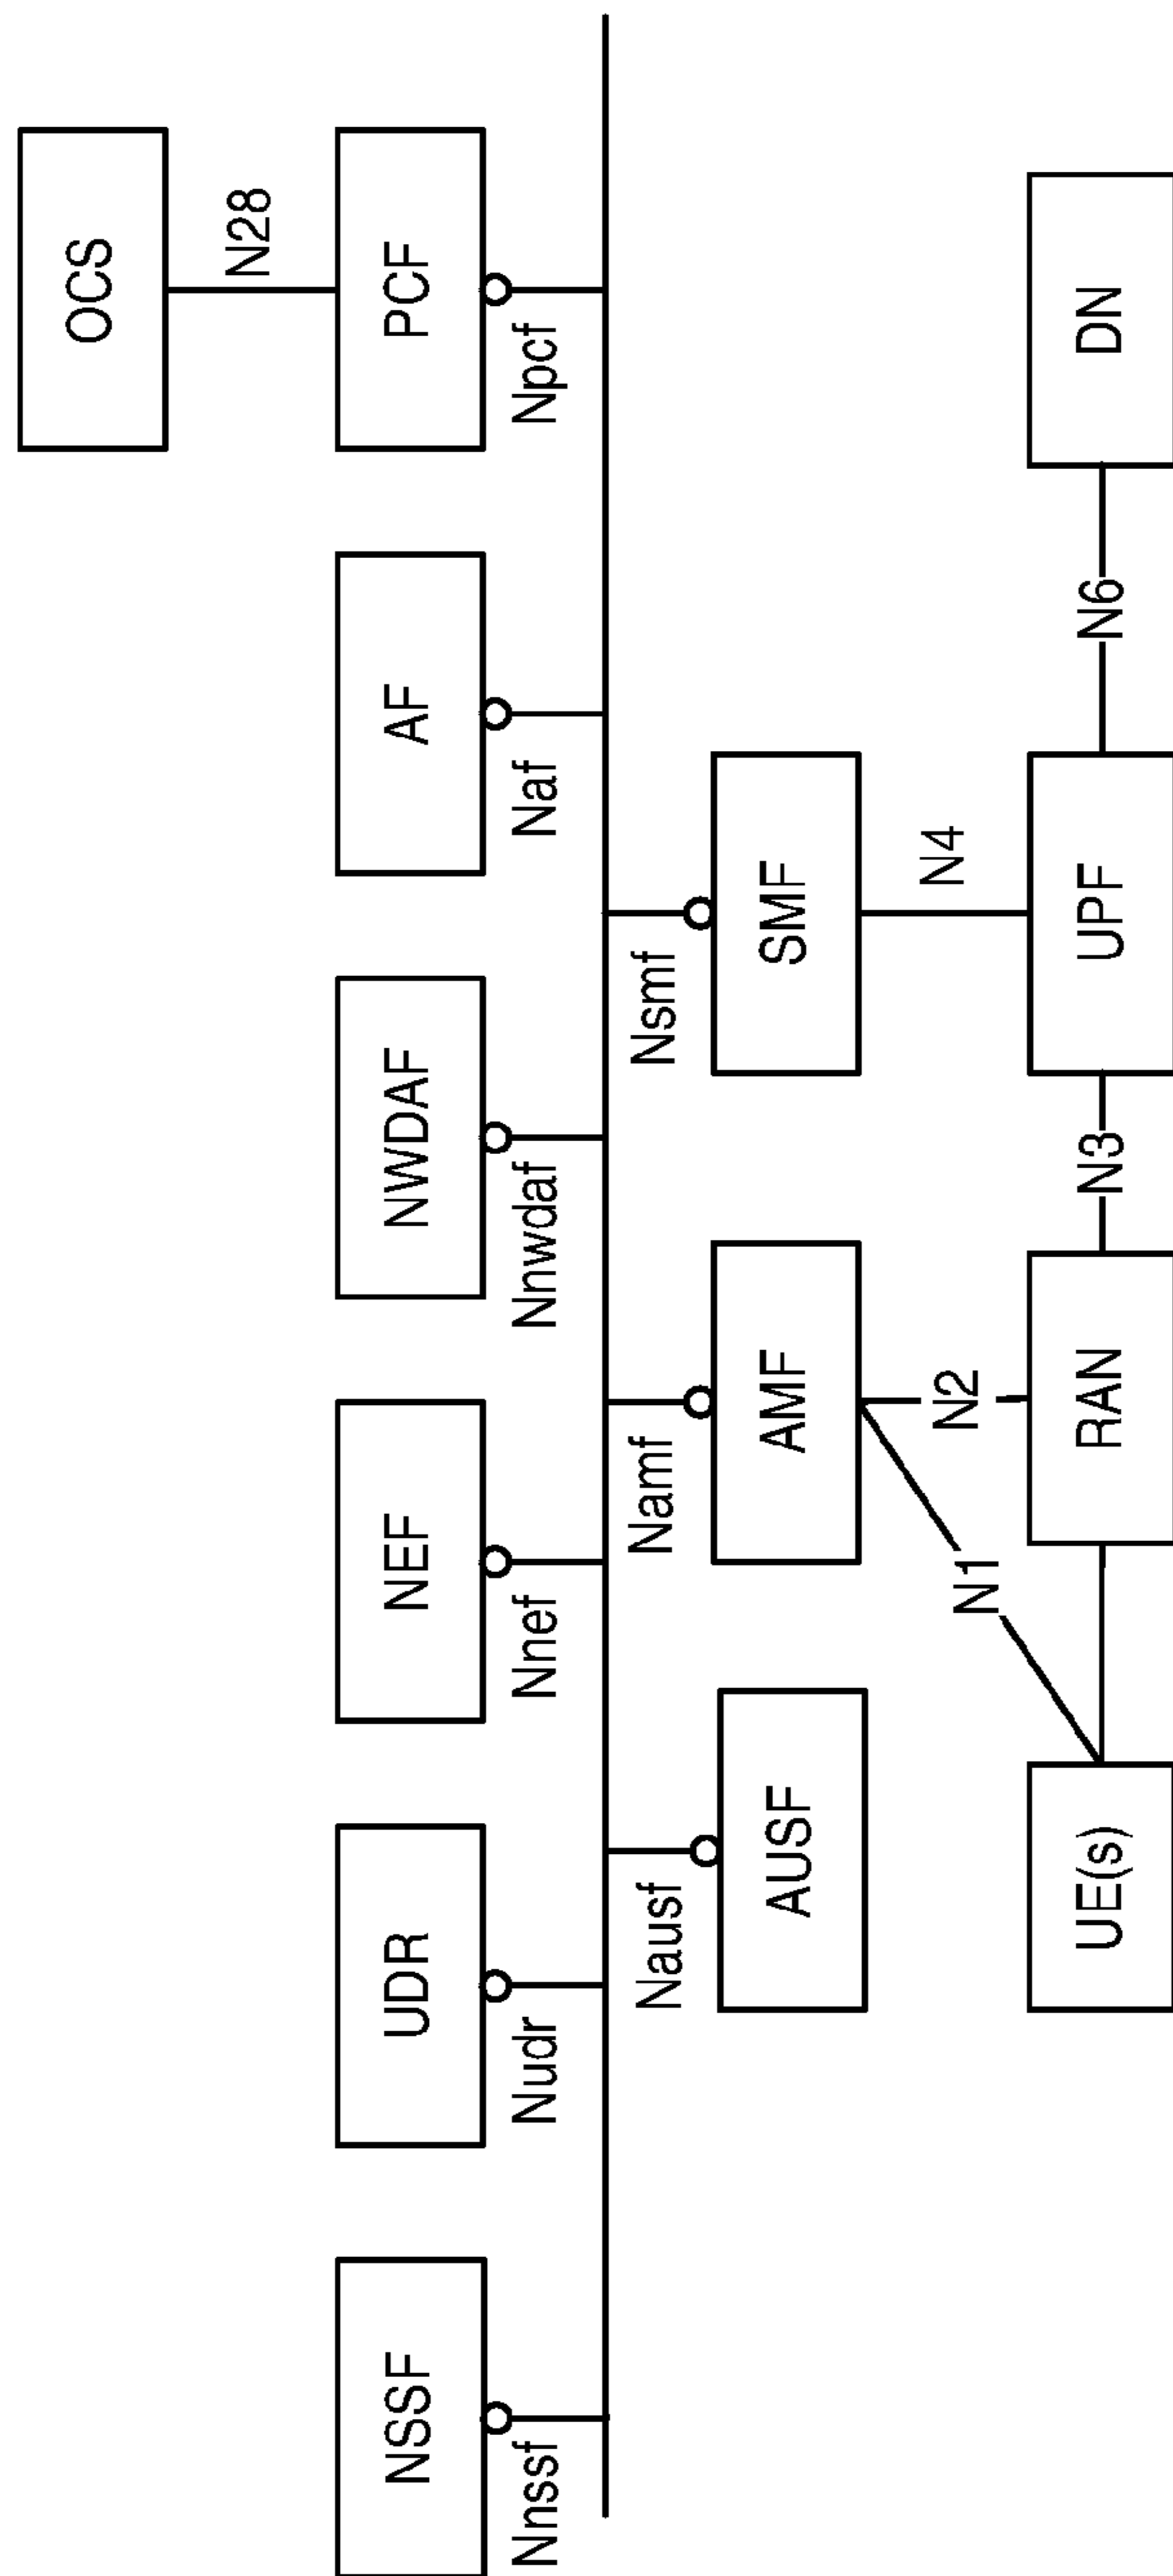 OCS
N28
NSSF
UDR
NEF
NWDAF
AF
PCF
Nnssf
Nudr
Nnef
Nnwdaf
Naf
Npcf
Nausf
Namf
Nsmf
AUSF
AMF
SMF
N1
N2
N4
UE(s)
RAN
N3
UPF
N6
DN